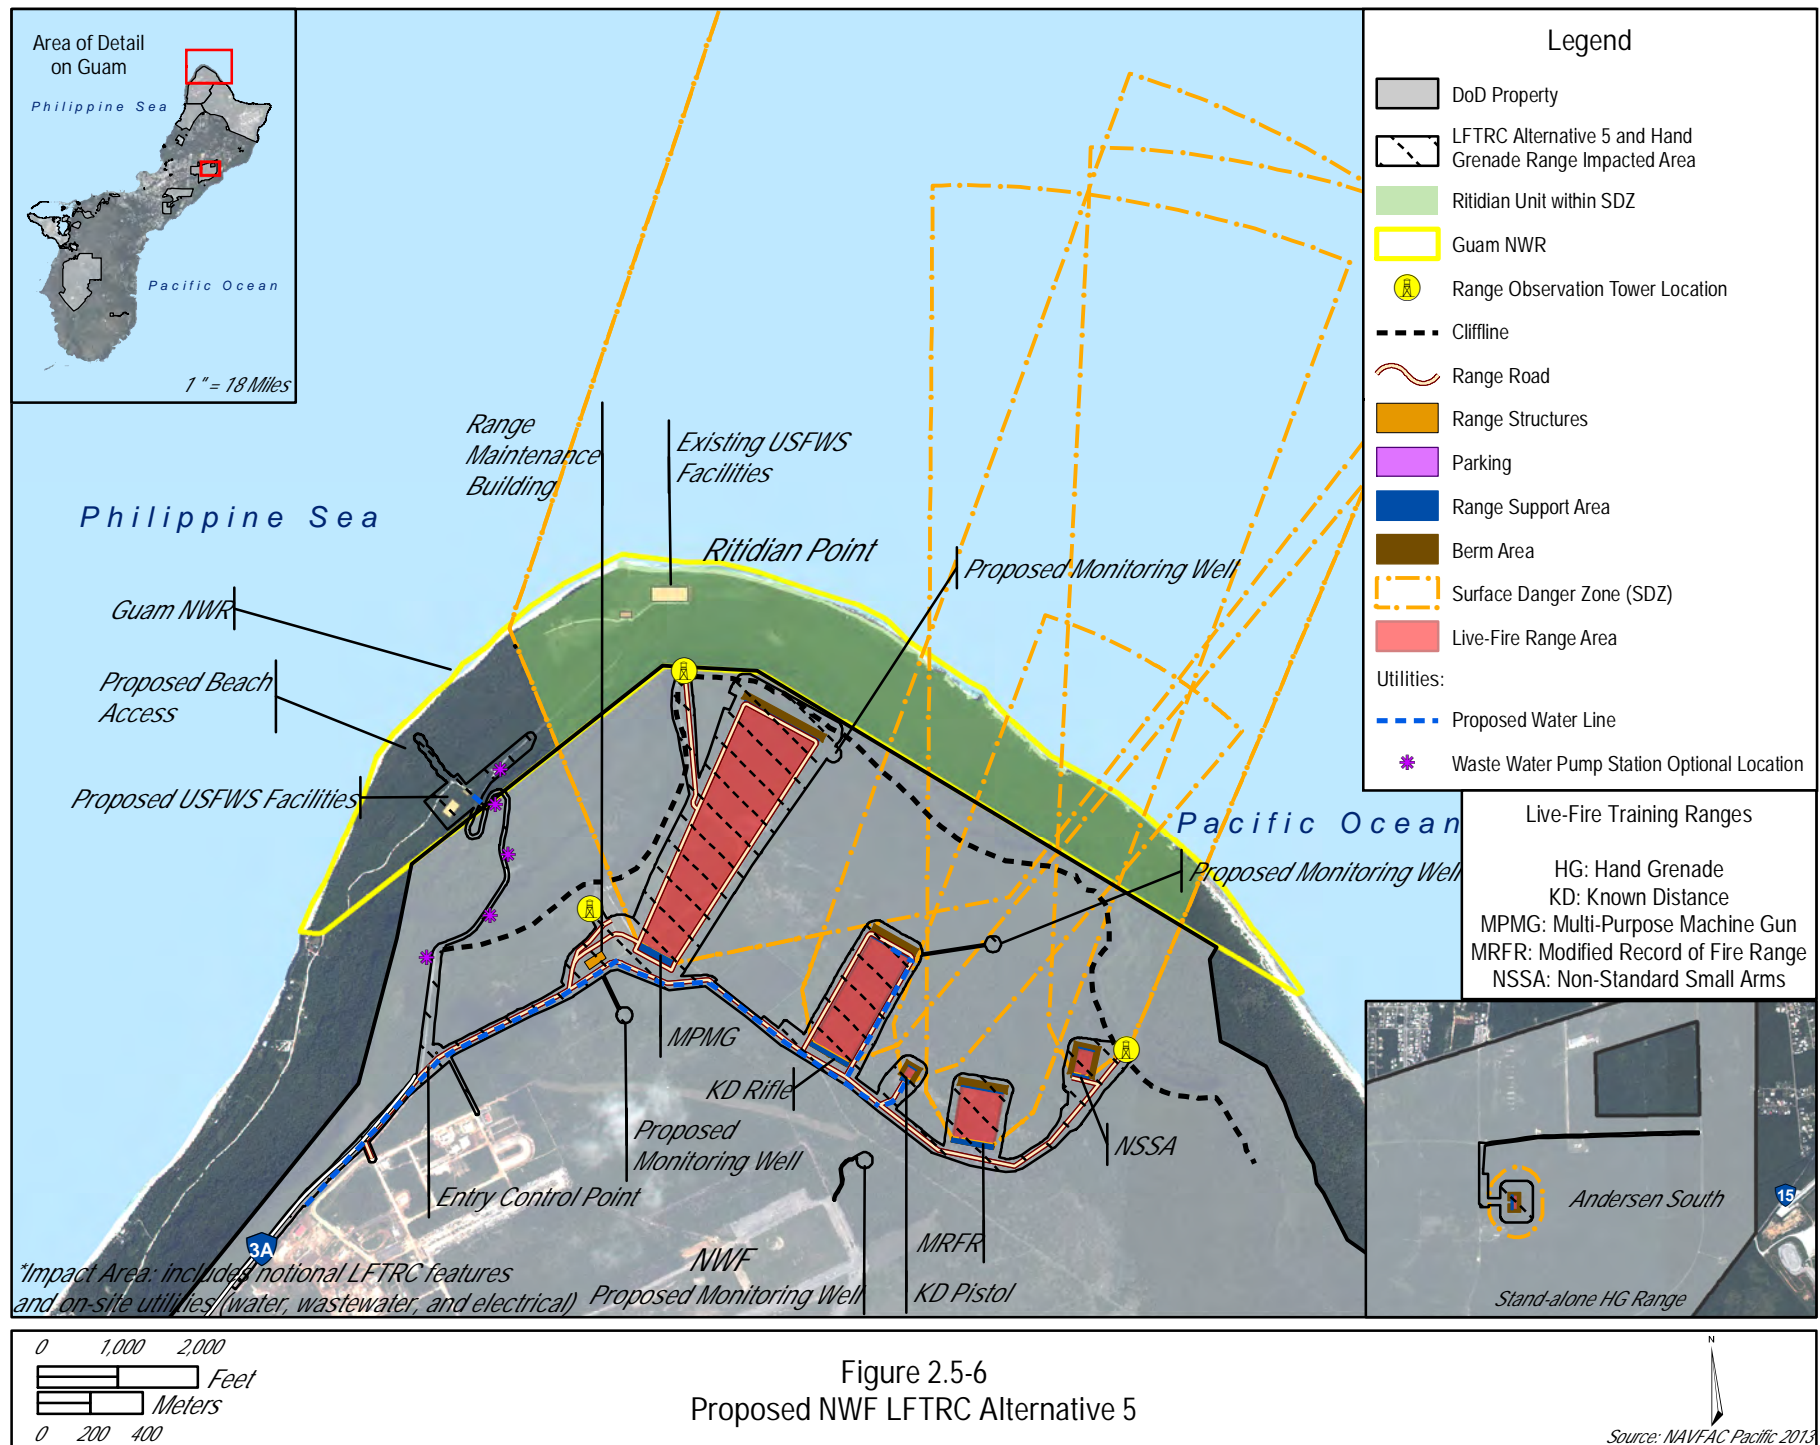 Area of Detail
on Guam
Philippine Sea
Pacific Ocean
1 " = 18 Miles
Legend
DoD Property
LFTRC Alternative 5 and Hand
Grenade Range Impacted Area
Ritidian Unit within SDZ
Guam NWR
Range Observation Tower Location
Cliffline
Range Road
Range Structures
Parking
Range Support Area
Berm Area
Surface Danger Zone (SDZ)
Live-Fire Range Area
Utilities:
Proposed Water Line
Waste Water Pump Station Optional Location
Live-Fire Training Ranges
HG: Hand Grenade
KD: Known Distance
MPMG: Multi-Purpose Machine Gun
MRFR: Modified Record of Fire Range
NSSA: Non-Standard Small Arms
Range
Maintenance
Building
Existing USFWS
Facilities
Philippine Sea
Ritidian Point
Proposed Monitoring Well
Guam NWR
Proposed Beach
Access
Proposed USFWS Facilities
Pacific Ocean
Proposed Monitoring Well
MPMG
KD Rifle
Proposed
Monitoring Well
NSSA
Entry Control Point
MRFR
3A
NWF
Proposed Monitoring Well
KD Pistol
*Impact Area: includes notional LFTRC features
and on-site utilities (water, wastewater, and electrical)
Andersen South
15
Stand-alone HG Range
0 1,000 2,000
Feet
Meters
0 200 400
Figure 2.5-6
Proposed NWF LFTRC Alternative 5
N
Source: NAVFAC Pacific 2013